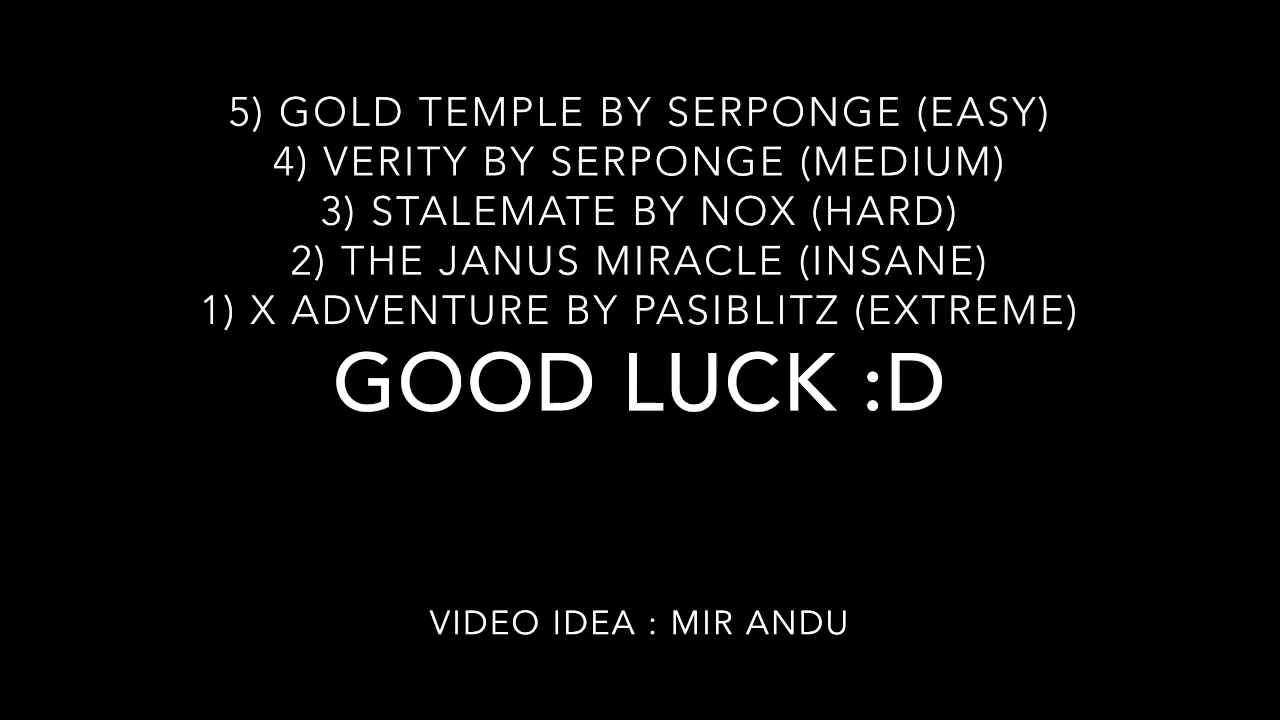 5) GOLD TEMPLE BY SERPONGE (EASY)
4) VERITY BY SERPONGE (MEDIUM)
3) STALEMATE BY NOX (HARD)
2) THE JANUS MIRACLE (INSANE)
1) X ADVENTURE BY PASIBLITZ (EXTREME)
GOOD LUCK :D
VIDEO IDEA : MIR ANDU